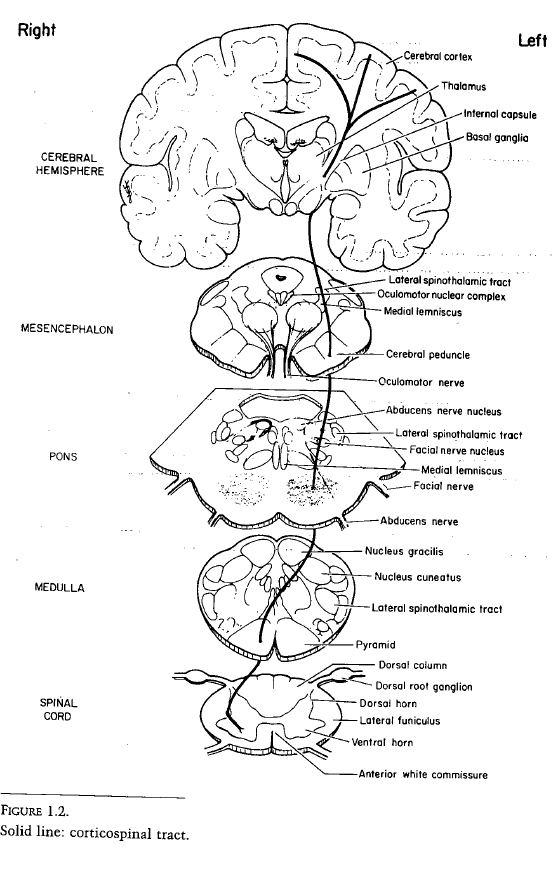 Right
Left
Cerebral cortex
Thalamus
Internal capsule
Basal ganglia
CEREBRAL
HEMISPHERE
Lateral spinothalamic tract
Oculomotor nuclear complex
Medial lemniscus
MESENCEPHALON
Cerebral peduncle
Oculomotor nerve
Abducens nerve nucleus
Lateral spinothalamic tract
Facial nerve nucleus
PONS
Medial lemniscus
Facial nerve
Abducens nerve
Nucleus gracilis
Nucleus cuneatus
MEDULLA
Lateral spinothalamic tract
Pyramid
Dorsal column
Dorsal root ganglion
SPINAL
CORD
Dorsal horn
Lateral funiculus
Ventral horn
Anterior white commissure
FIGURE 1.2.
Solid line: corticospinal tract.